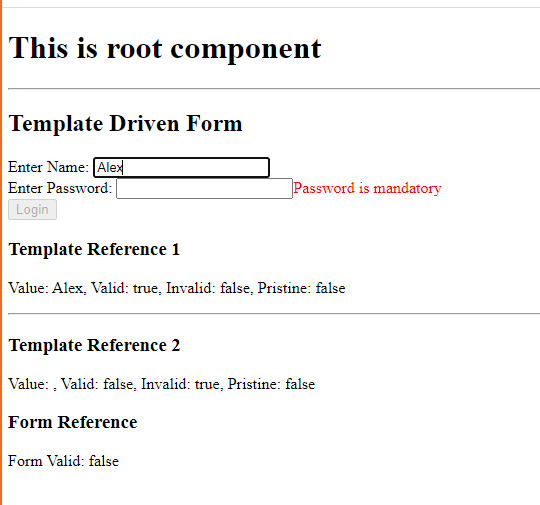 This is root component
Template Driven Form
Enter Name: Alex
Enter Password: Password is mandatory
Login
Template Reference 1
Value: Alex, Valid: true, Invalid: false, Pristine: false
Template Reference 2
Value: , Valid: false, Invalid: true, Pristine: false
Form Reference
Form Valid: false